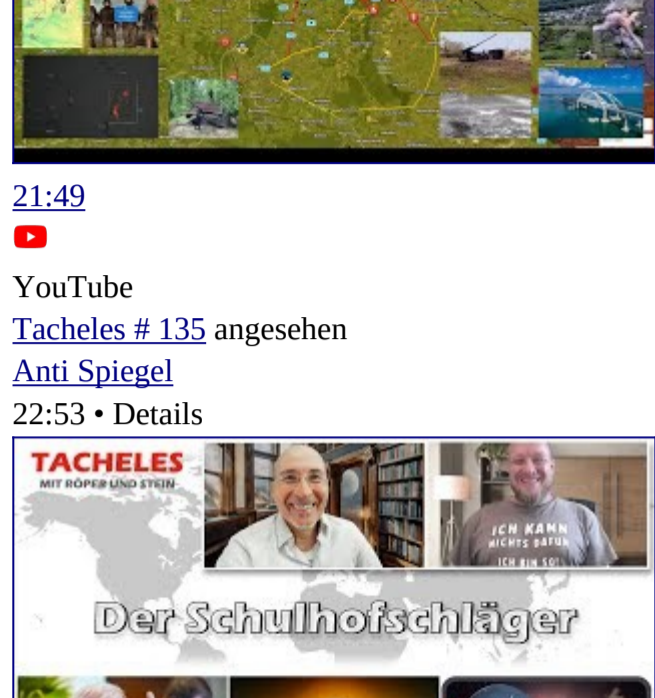 21:49
YouTube
Tacheles # 135 angesehen
Anti Spiegel
22:53 • Details
TACHELES
MIT RÖPER UND STEIN
ICH KANN
NICHTS DAFÜR
ICH BIN SO!
Der Schulhofschläger